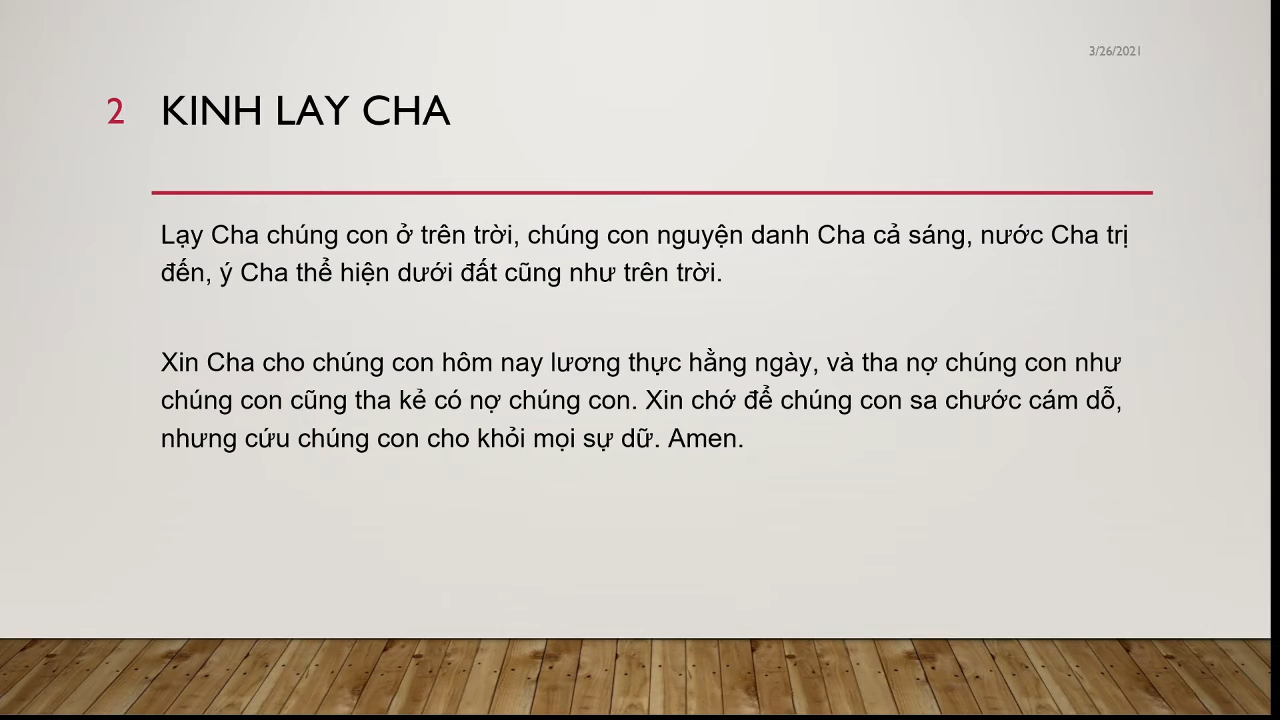 3/26/2021
2 KINH LAY CHA
Lạy Cha chúng con ở trên trời, chúng con nguyện danh Cha cả sáng, nước Cha trị
đến, ý Cha thể hiện dưới đất cũng như trên trời.
Xin Cha cho chúng con hôm nay lương thực hằng ngày, và tha nợ chúng con như
chúng con cũng tha kẻ có nợ chúng con. Xin chớ để chúng con sa chước cám dỗ,
nhưng cứu chúng con cho khỏi mọi sự dữ. Amen.